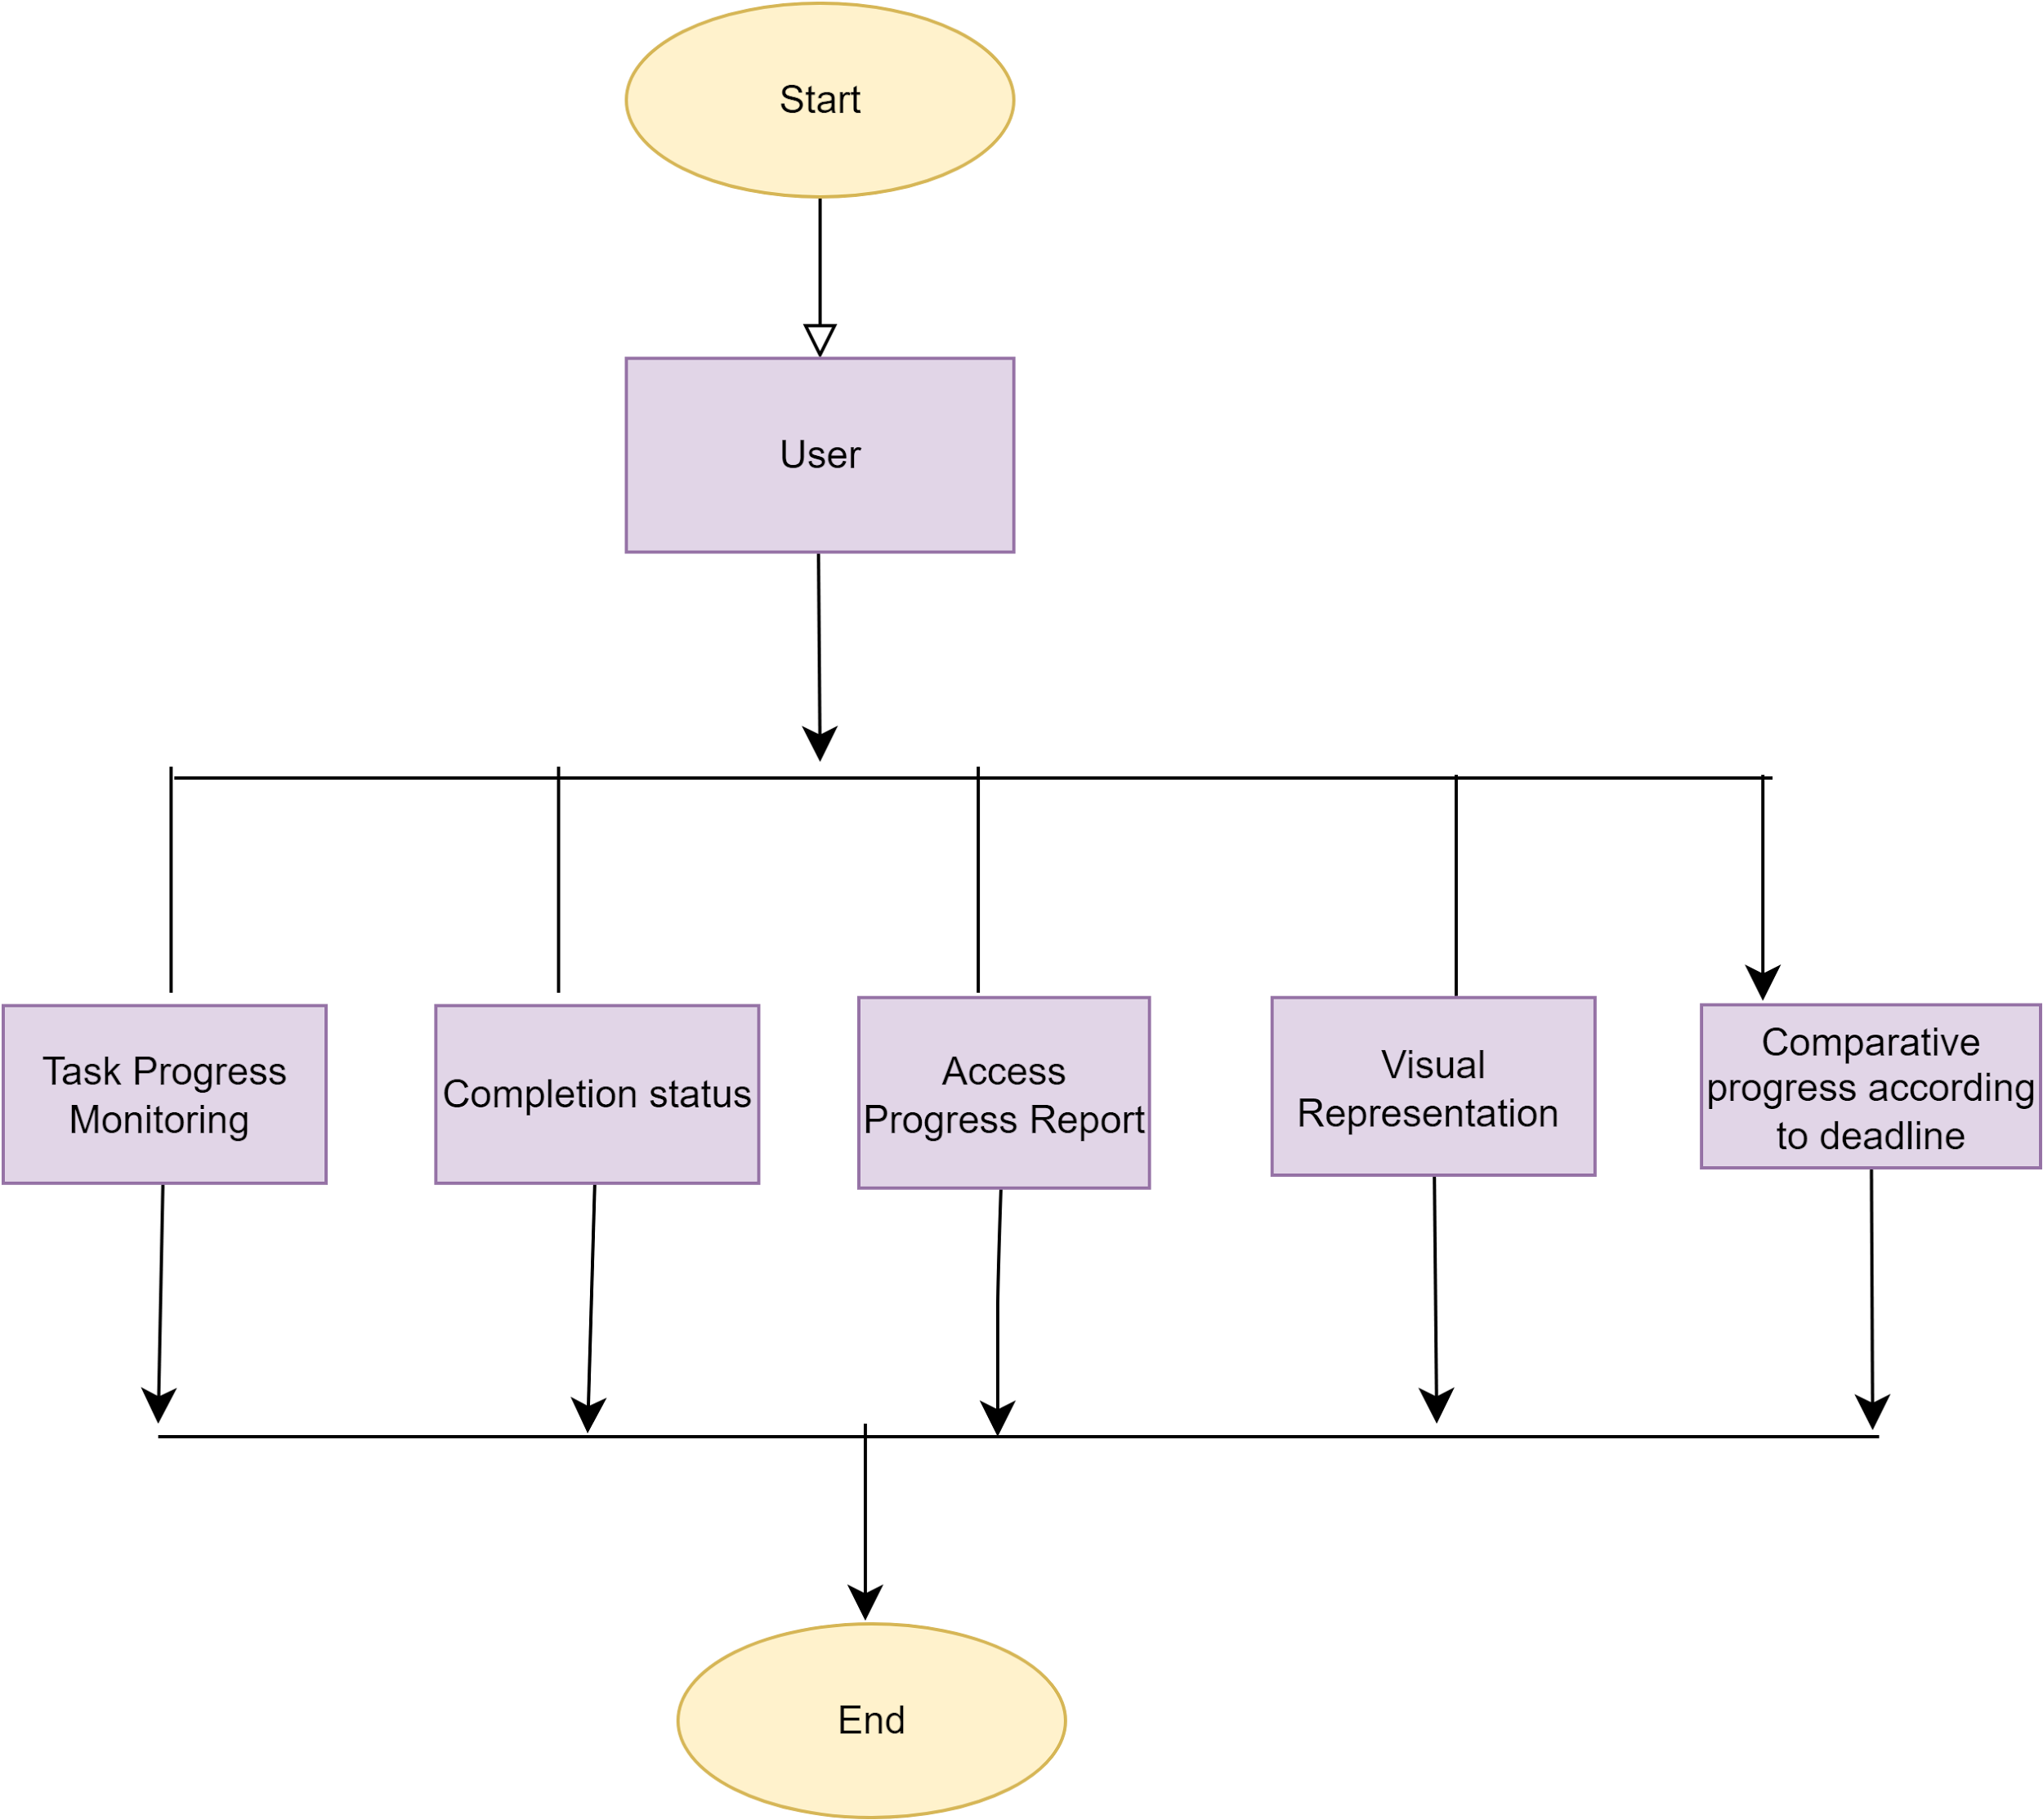 Start
User
Task Progress
Monitoring
Completion status
Access
Progress Report
Visual
Representation
Comparative
progress according
to deadline
End